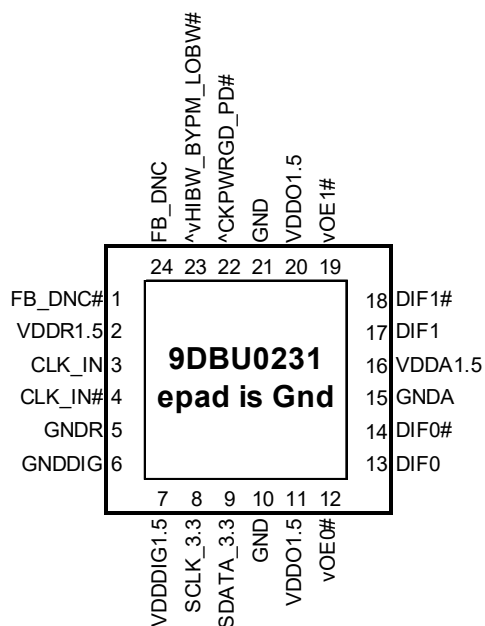 FB_DNC
^vHIBW_BYPM_LOBW#
^CKPWRGD_PD#
GND
VDDO1.5
vOE1#
24 23 22 21 20 19
FB_DNC# 1
VDDR1.5 2
CLK_IN 3
CLK_IN# 4
GNDR 5
GNDDIG 6
9DBU0231
epad is Gnd
18 DIF1#
17 DIF1
16 VDDA1.5
15 GNDA
14 DIF0#
13 DIF0
7 8 9 10 11 12
VDDDIG1.5
SCLK_3.3
SDATA_3.3
GND
VDDO1.5
vOE0#